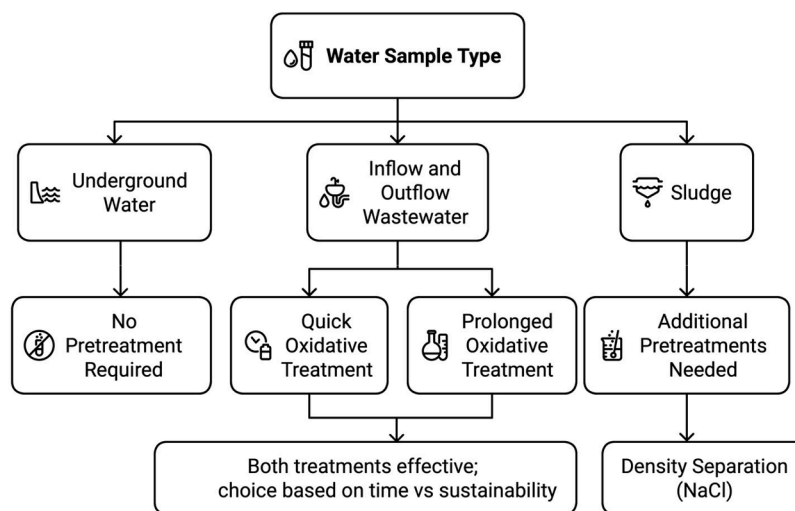 Water Sample Type
Underground
Water
Inflow and
Outflow
Wastewater
Sludge
No
Pretreatment
Required
Quick
Oxidative
Treatment
Prolonged
Oxidative
Treatment
Additional
Pretreatments
Needed
Both treatments effective;
choice based on time vs sustainability
Density Separation
(NaCl)